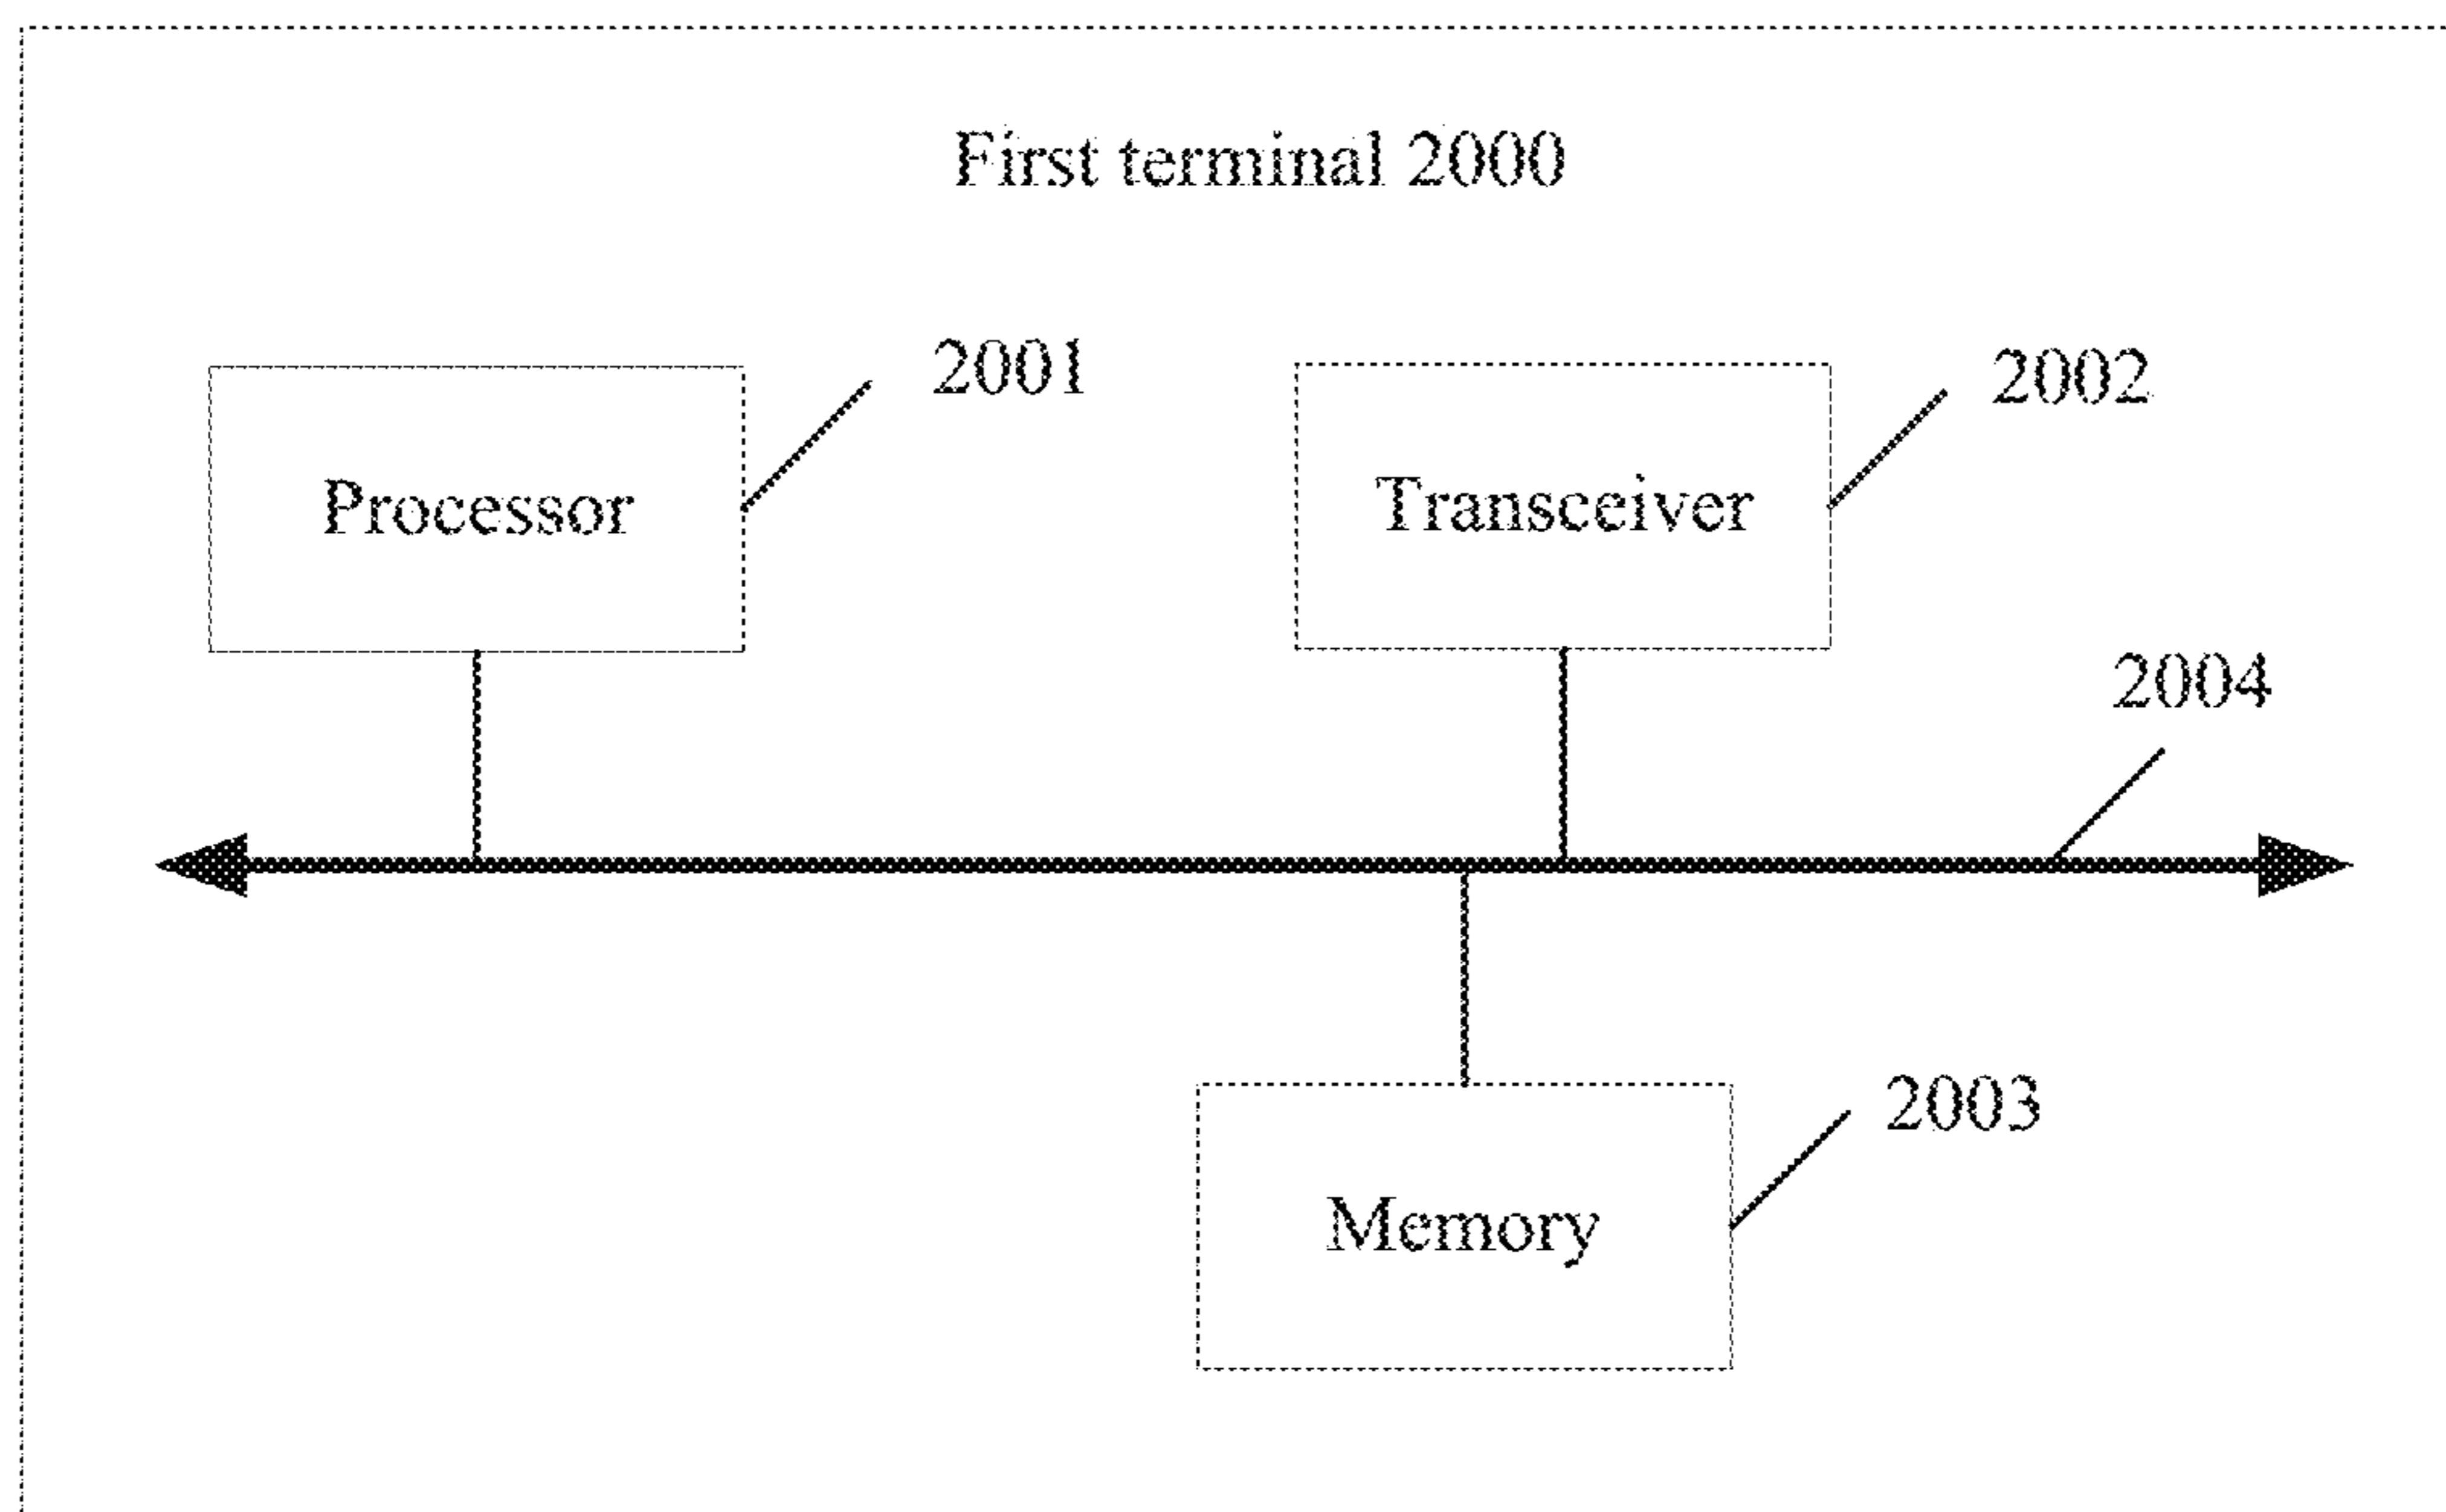 First terminal 2000
2001
2002
Processor
Transceiver
2004
2003
Memory